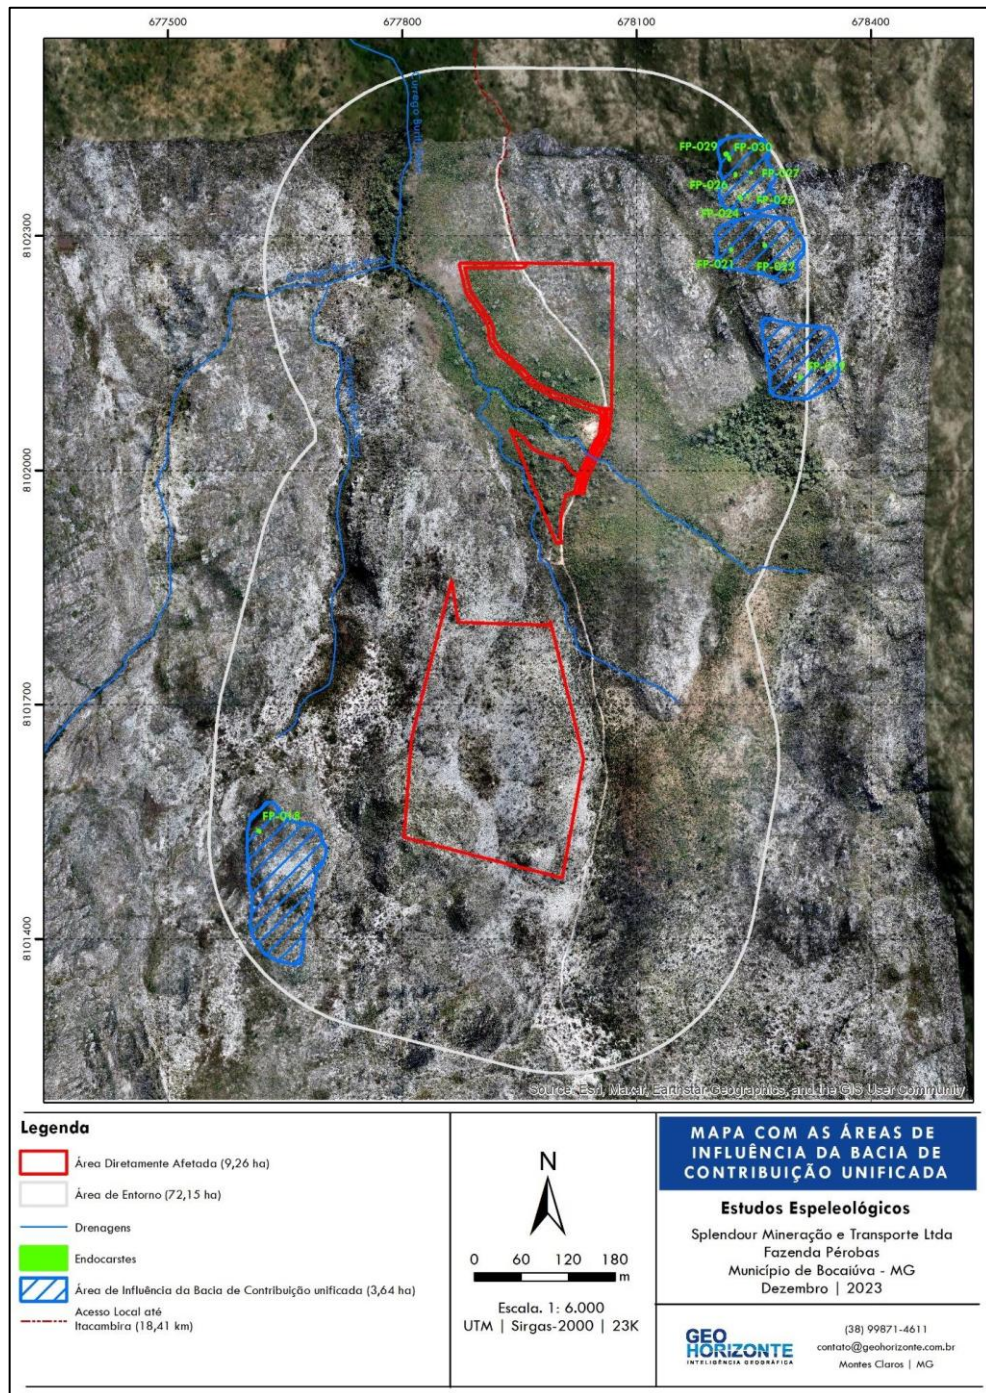 677500
677800
678100
678400
8102300
8102000
8101700
8101400
FP-029
FP-030
FP-027
FP-026
FP-025
FP-024
FP-021
FP-022
FP-018
Source: Esri, Maxar, Earthstar Geographics, and the GIS User Community
Legenda
Área Diretamente Afetada (9,26 ha)
Área de Entorno (72,15 ha)
Drenagens
Endocarstes
Área de Influência da Bacia de Contribuição unificada (3,64 ha)
Acesso Local até
Itacambira (18,41 km)
N
0 60 120 180
m
Escala. 1: 6.000
UTM | Sirgas-2000 | 23K
MAPA COM AS ÁREAS DE
INFLUÊNCIA DA BACIA DE
CONTRIBUIÇÃO UNIFICADA
Estudos Espeleológicos
Splendour Mineração e Transporte Ltda
Fazenda Pérobas
Município de Bocaiúva - MG
Dezembro | 2023
GEO
HORIZONTE
INTELIGÊNCIA GEOGRÁFICA
(38) 99871-4611
contato@geohorizonte.com.br
Montes Claros | MG